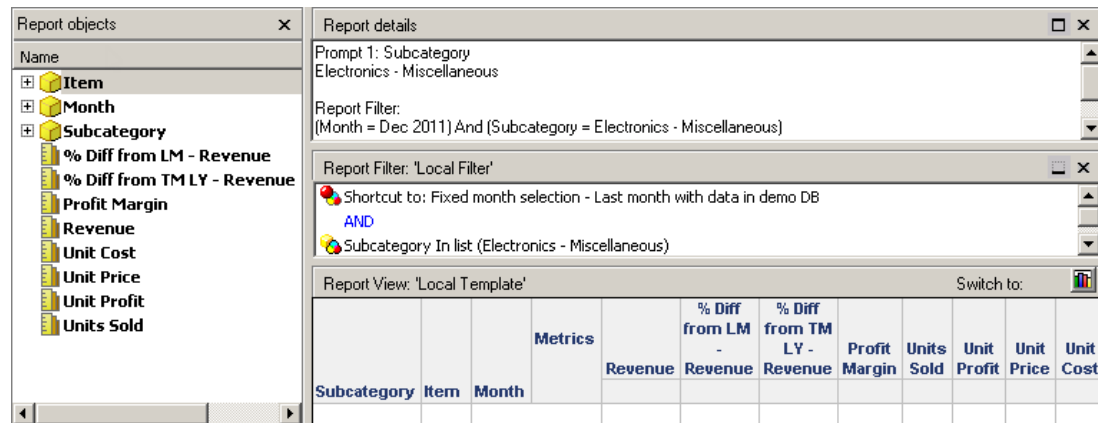 Report objects
Name
Item
Month
Subcategory
% Diff from LM - Revenue
% Diff from TM LY - Revenue
Profit Margin
Revenue
Unit Cost
Unit Price
Unit Profit
Units Sold
Report details
Prompt 1: Subcategory
Electronics - Miscellaneous
Report Filter:
(Month = Dec 2011) And (Subcategory = Electronics - Miscellaneous)
Report Filter: 'Local Filter'
Shortcut to: Fixed month selection - Last month with data in demo DB
AND
Subcategory In list (Electronics - Miscellaneous)
Report View: 'Local Template'
Switch to:
Subcategory
Item
Month
Metrics
Revenue
% Diff
from LM
-
Revenue
% Diff
from TM
LY -
Revenue
Profit
Margin
Units
Sold
Unit
Profit
Unit
Price
Unit
Cost